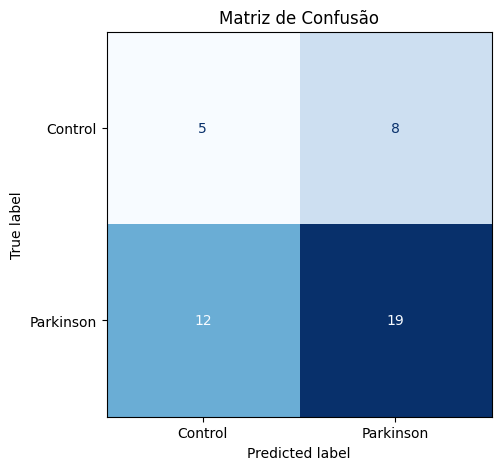 Matriz de Confusão
Control
5
8
True label
Parkinson
12
19
Control
Parkinson
Predicted label